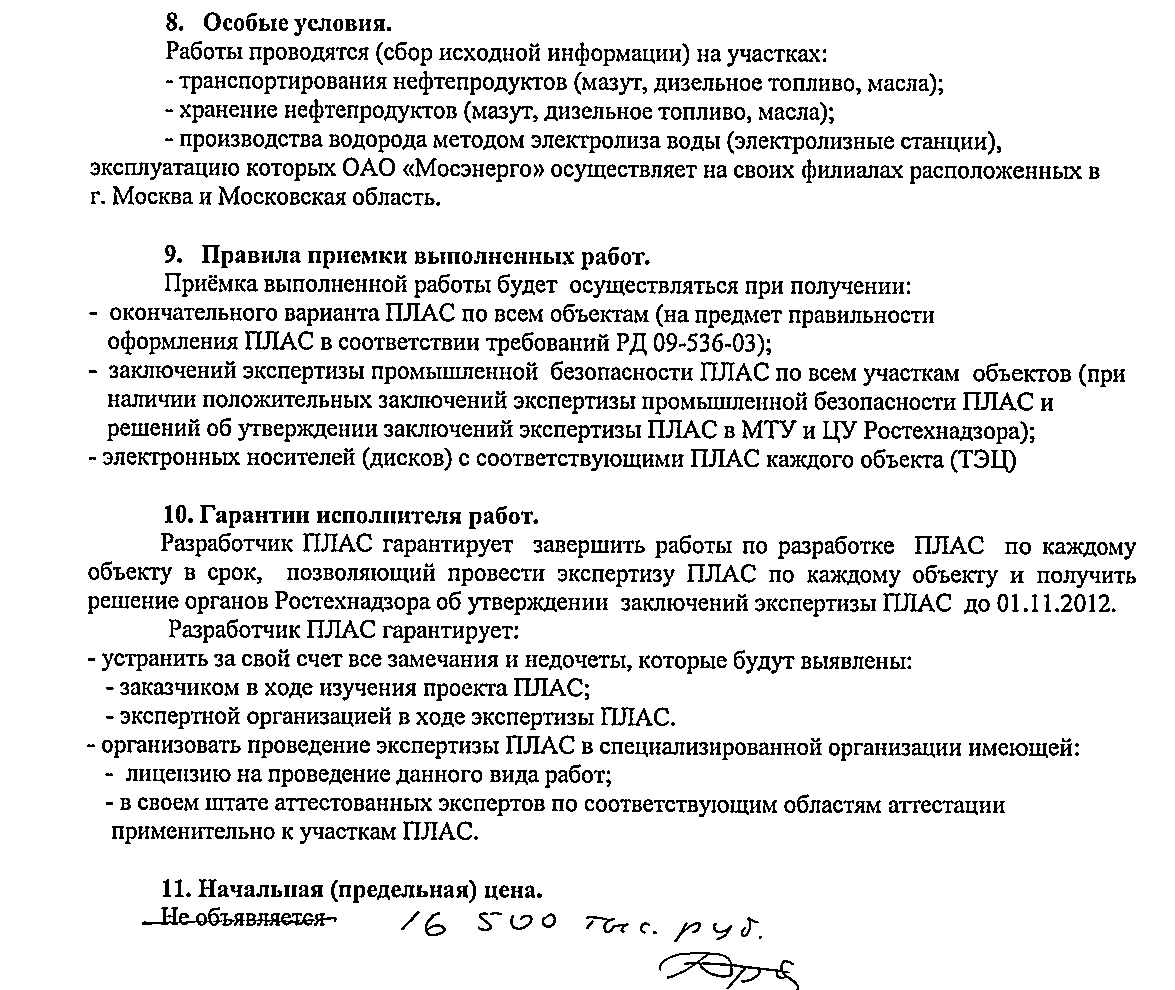 8. Особые условия.
Работы проводятся (сбор исходной информации) на участках:
- транспортирования нефтепродуктов (мазут, дизельное топливо, масла);
- хранение нефтепродуктов (мазут, дизельное топливо, масла);
- производства водорода методом электролиза воды (электролизные станции),
эксплуатацию которых ОАО «Мосэнерго» осуществляет на своих филиалах расположенных в
г. Москва и Московская область.
9. Правила приемки выполненных работ.
Приёмка выполненной работы будет осуществляться при получении:
- окончательного варианта ПЛАС по всем объектам (на предмет правильности
оформления ПЛАС в соответствии требований РД 09-536-03);
- заключений экспертизы промышленной безопасности ПЛАС по всем участкам объектов (при
наличии положительных заключений экспертизы промышленной безопасности ПЛАС и
решений об утверждении заключений экспертизы ПЛАС в МТУ и ЦУ Ростехнадзора);
- электронных носителей (дисков) с соответствующими ПЛАС каждого объекта (ТЭЦ)
10. Гарантии исполнителя работ.
Разработчик ПЛАС гарантирует завершить работы по разработке ПЛАС по каждому
объекту в срок, позволяющий провести экспертизу ПЛАС по каждому объекту и получить
решение органов Ростехнадзора об утверждении заключений экспертизы ПЛАС до 01.11.2012.
Разработчик ПЛАС гарантирует:
- устранить за свой счет все замечания и недочеты, которые будут выявлены:
- заказчиком в ходе изучения проекта ПЛАС;
- экспертной организацией в ходе экспертизы ПЛАС.
- организовать проведение экспертизы ПЛАС в специализированной организации имеющей:
- лицензию на проведение данного вида работ;
- в своем штате аттестованных экспертов по соответствующим областям аттестации
применительно к участкам ПЛАС.
11. Начальная (предельная) цена.
Не объявляется 16 500 тыс. руб.